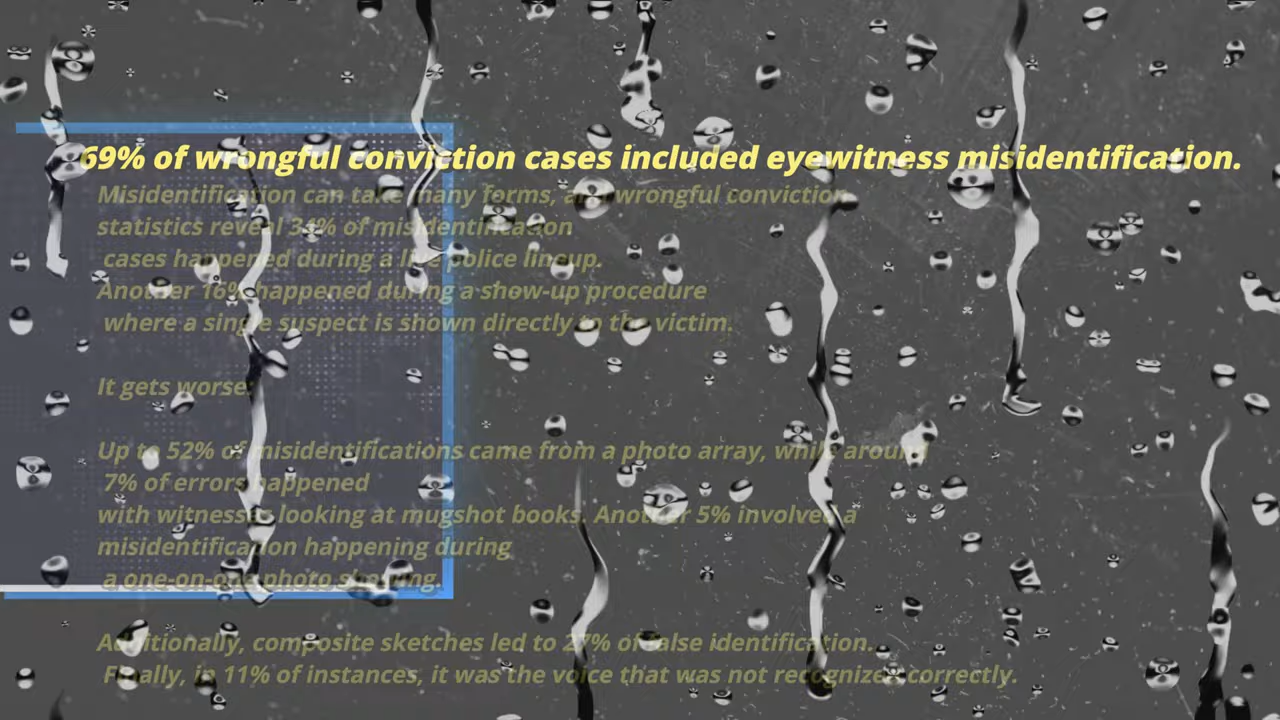 69% of wrongful conviction cases included eyewitness misidentification.
Misidentification can take many forms, and wrongful conviction
statistics reveal 34% of misidentification
cases happened during a live police lineup.
Another 16% happened during a show-up procedure
where a single suspect is shown directly to the victim.
It gets worse:
Up to 52% of misidentifications came from a photo array, while around
7% of errors happened
with witnesses looking at mugshot books. Another 5% involved a
misidentification happening during
a one-on-one photo sharing.
Additionally, composite sketches led to 27% of false identification.
Finally, in 11% of instances, it was the voice that was not recognized correctly.